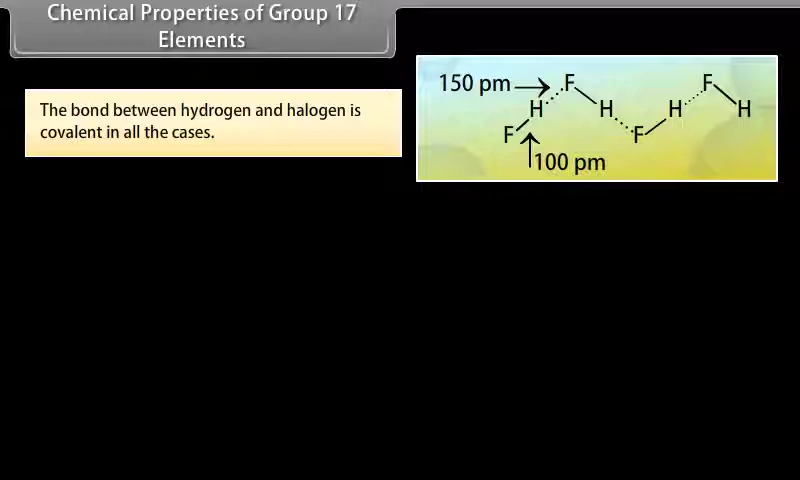 Chemical Properties of Group 17
Elements
The bond between hydrogen and halogen is
covalent in all the cases.
150 pm F F
H H H H
F F
100 pm